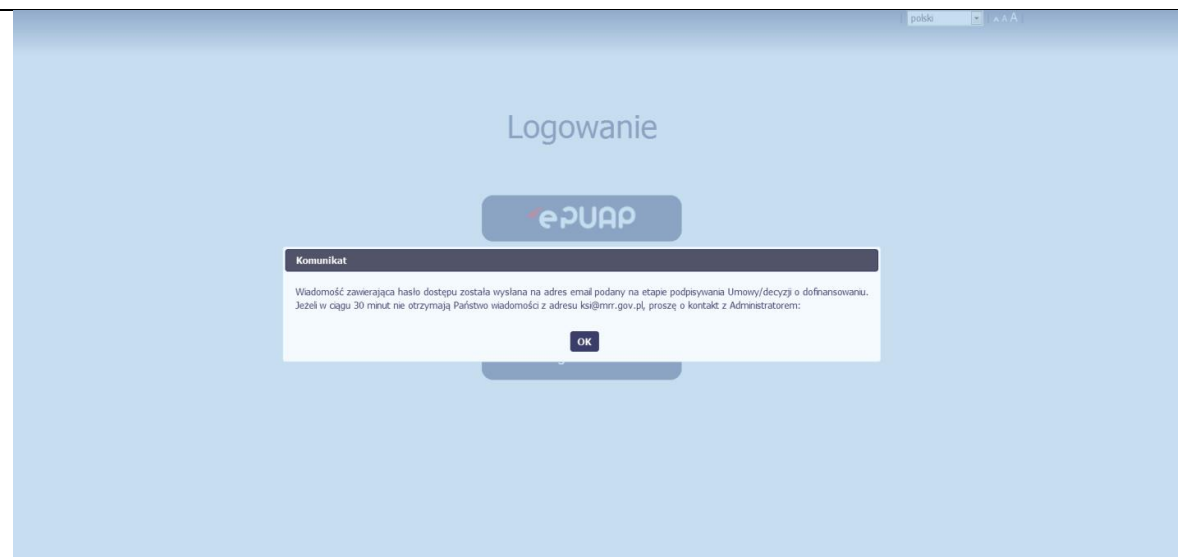 polski A A A
Logowanie
ePUAP
Komunikat
Wiadomość zawierająca hasło dostępu została wysłana na adres email podany na etapie podpisywania Umowy/decyzji o dofinansowaniu.
Jeżeli w ciągu 30 minut nie otrzymają Państwo wiadomości z adresu ksi@mrr.gov.pl, proszę o kontakt z Administratorem:
OK